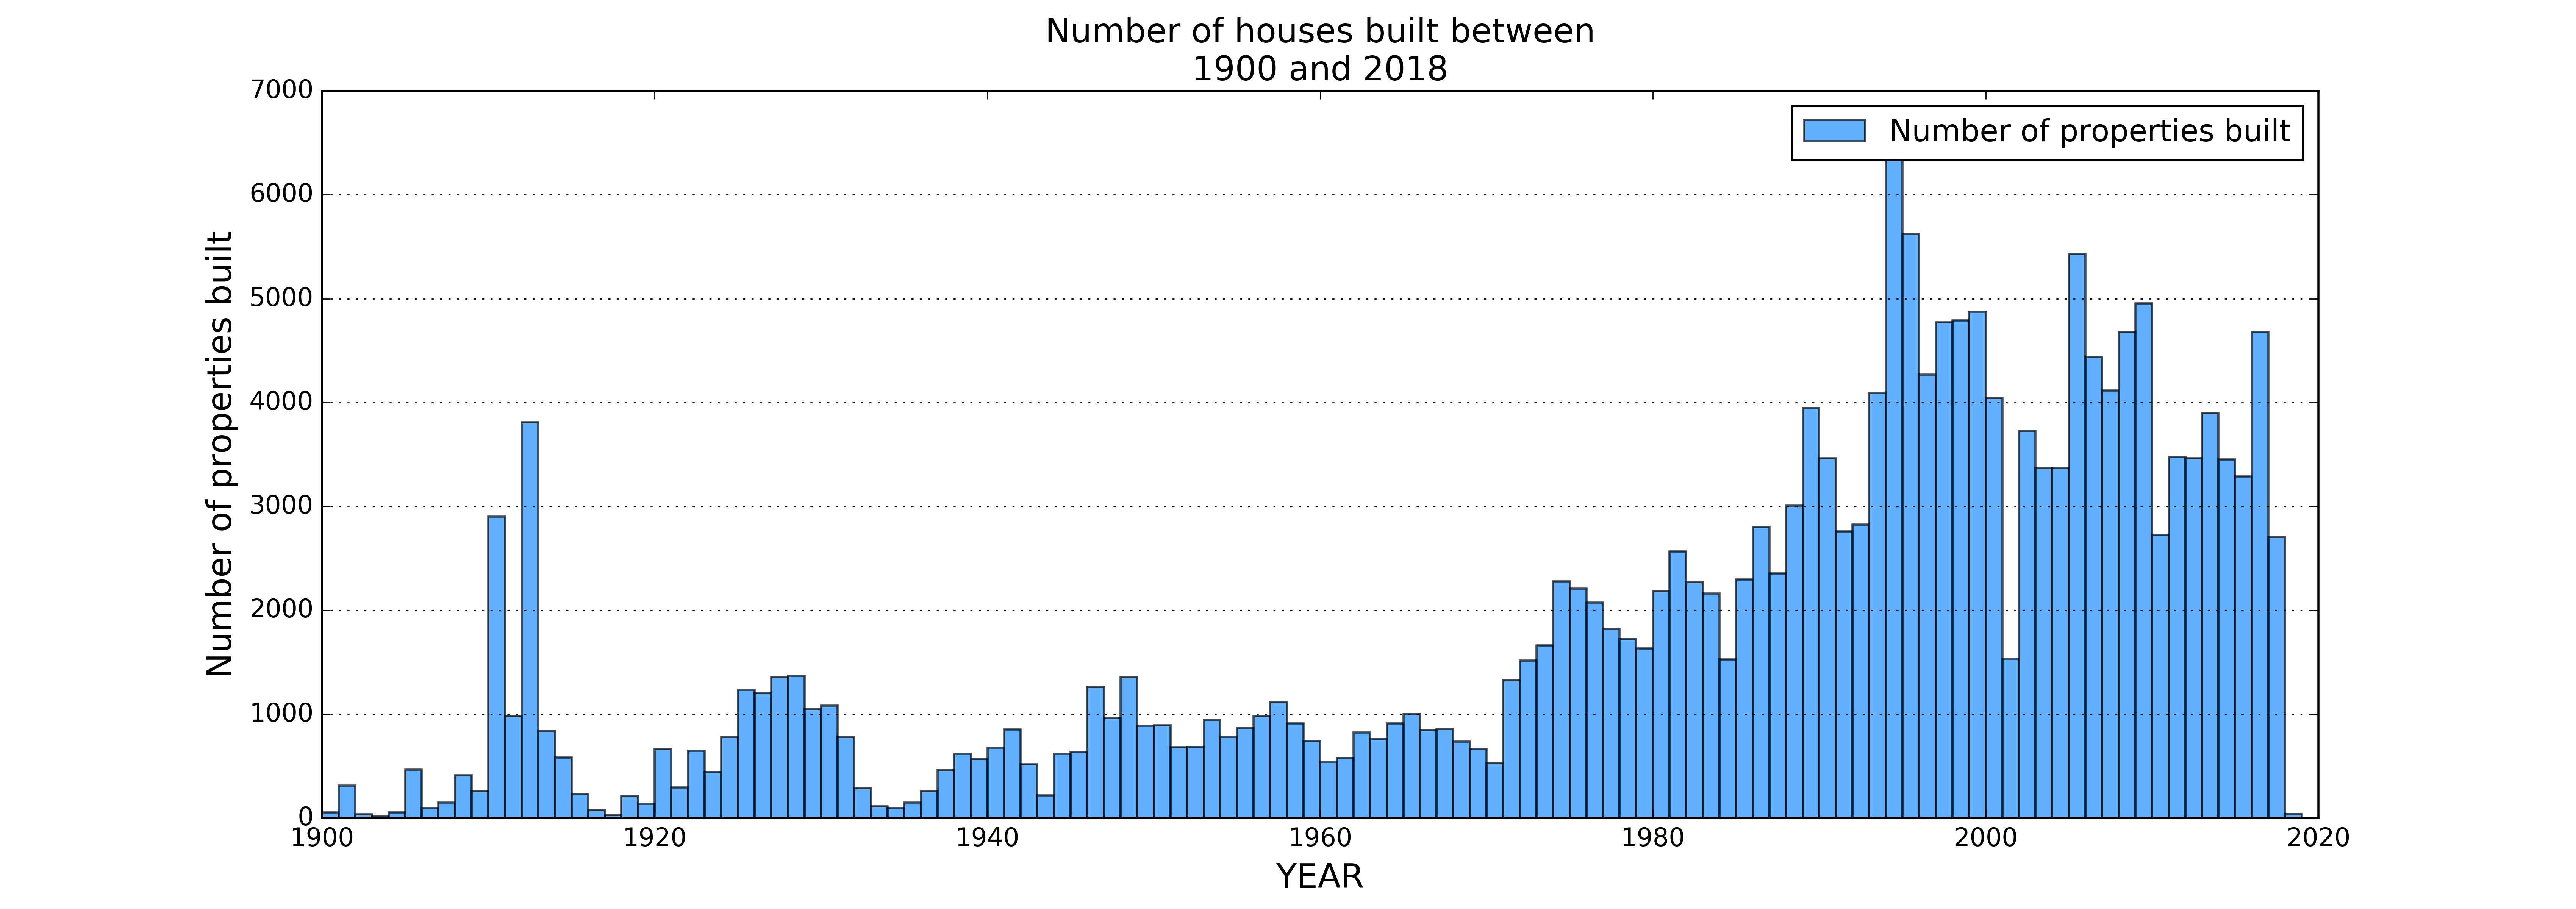 Number of houses built between
1900 and 2018
Number of properties built
7000
6000
5000
4000
3000
2000
1000
0
Number of properties built
1900 1920 1940 1960 1980 2000 2020
YEAR